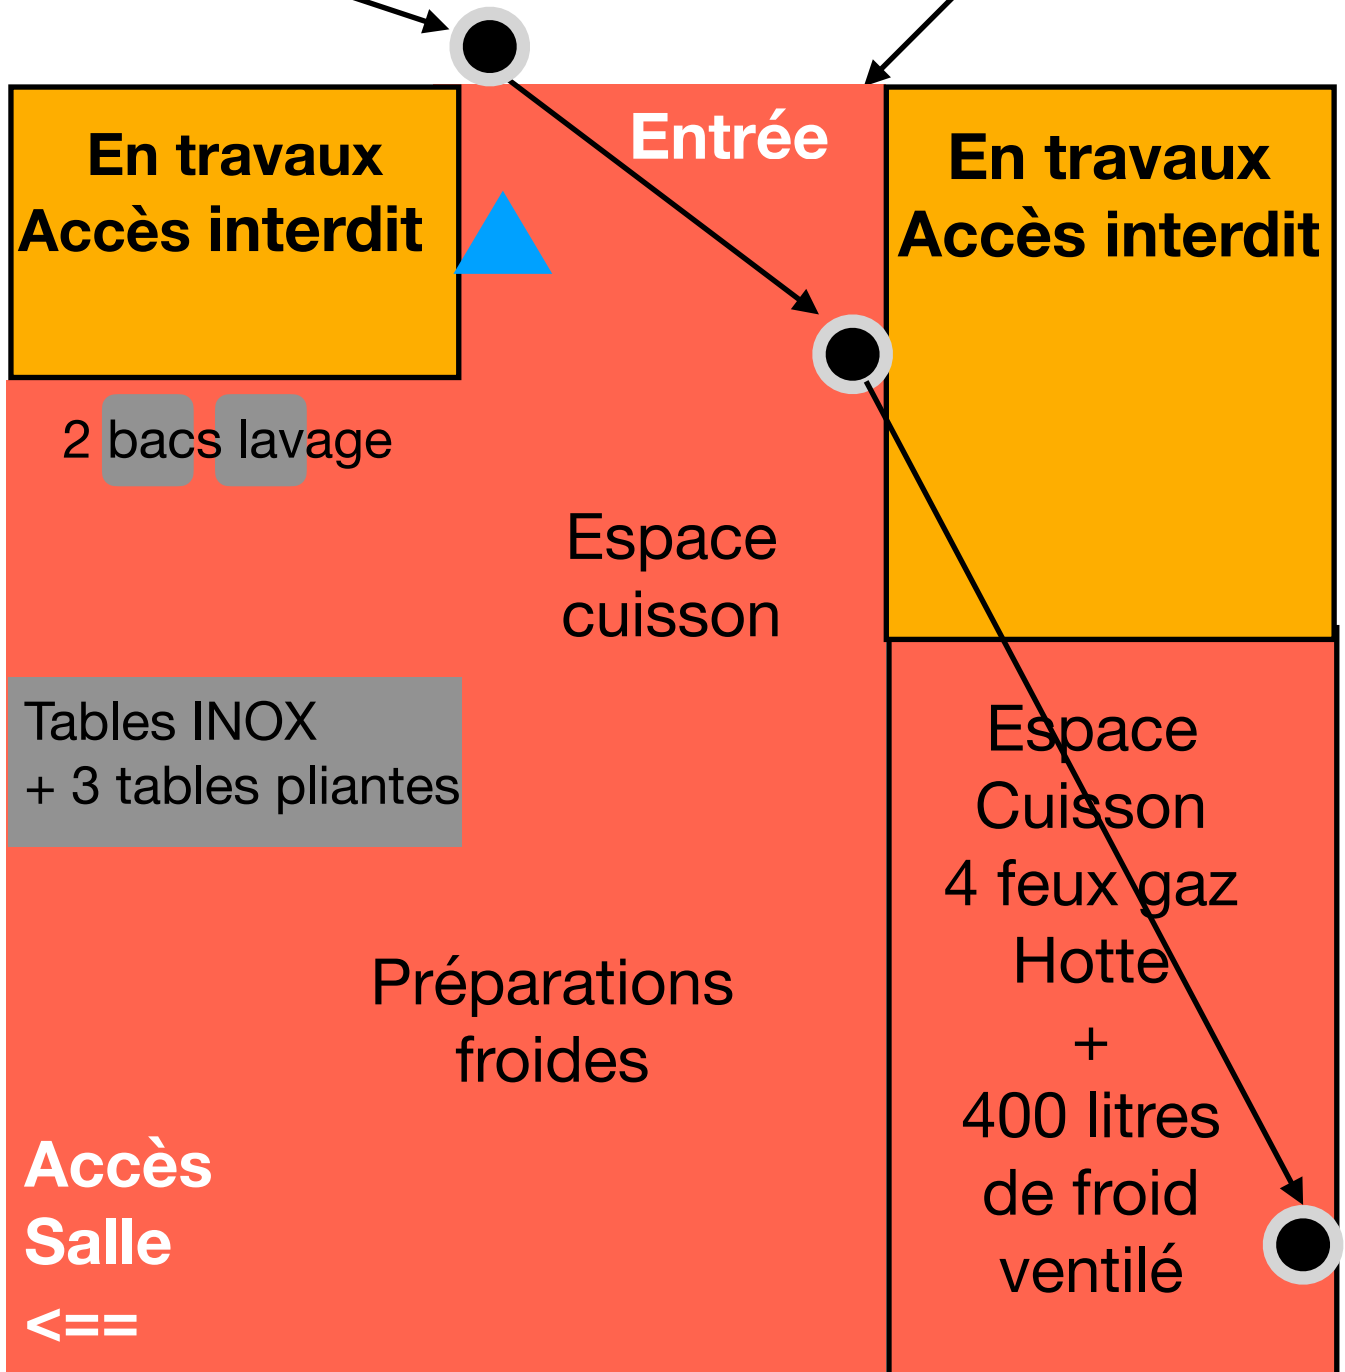 En travaux
Accès interdit
Entrée
En travaux
Accès interdit
2 bacs lavage
Espace
cuisson
Tables INOX
+ 3 tables pliantes
Espace
Cuisson
4 feux gaz
Hotte
+
400 litres
de froid
ventilé
Préparations
froides
Accès
Salle
<==